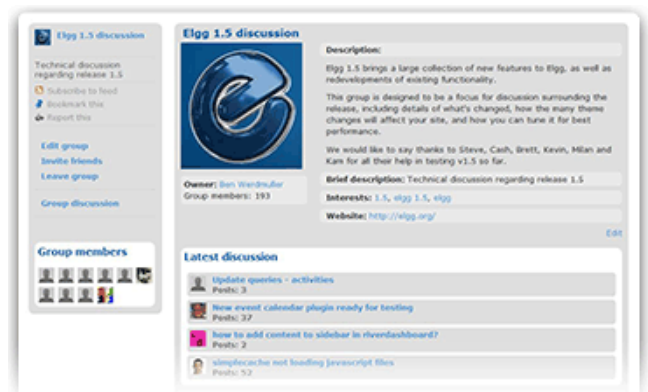 Elgg 1.5 discussion
Technical discussion
regarding release 1.5
Subscribe to feed
Bookmark this
Report this
Edit group
Invite friends
Leave group
Group discussion
Group members
Elgg 1.5 discussion
Owner: Ben Werdmuller
Group members: 193
Description:
Elgg 1.5 brings a large collection of new features to Elgg, as well as
redevelopments of existing functionality.
This group is designed to be a focus for discussion surrounding the
release, including details of what's changed, how the many theme
changes will affect your site, and how you can tune it for best
performance.
We would like to say thanks to Steve, Cash, Brett, Kevin, Milan and
Kam for all their help in testing v1.5 so far.
Brief description: Technical discussion regarding release 1.5
Interests: 1.5, elgg 1.5, elgg
Website: http://elgg.org/
Edit
Latest discussion
Update queries - activities
Posts: 3
New event calendar plugin ready for testing
Posts: 37
how to add content to sidebar in riverdashboard?
Posts: 2
simplecache not loading javascript files
Posts: 52